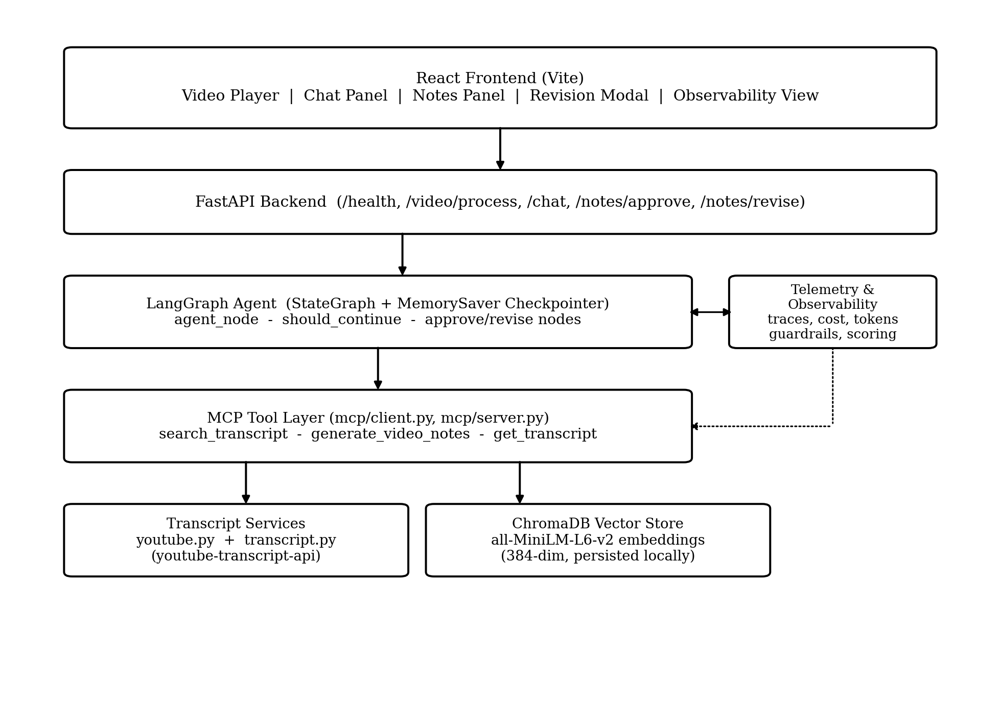 React Frontend (Vite)
Video Player | Chat Panel | Notes Panel | Revision Modal | Observability View
FastAPI Backend (/health, /video/process, /chat, /notes/approve, /notes/revise)
LangGraph Agent (StateGraph + MemorySaver Checkpointer)
agent_node - should_continue - approve/revise nodes
Telemetry &
Observability
traces, cost, tokens
guardrails, scoring
MCP Tool Layer (mcp/client.py, mcp/server.py)
search_transcript - generate_video_notes - get_transcript
Transcript Services
youtube.py + transcript.py
(youtube-transcript-api)
ChromaDB Vector Store
all-MiniLM-L6-v2 embeddings
(384-dim, persisted locally)